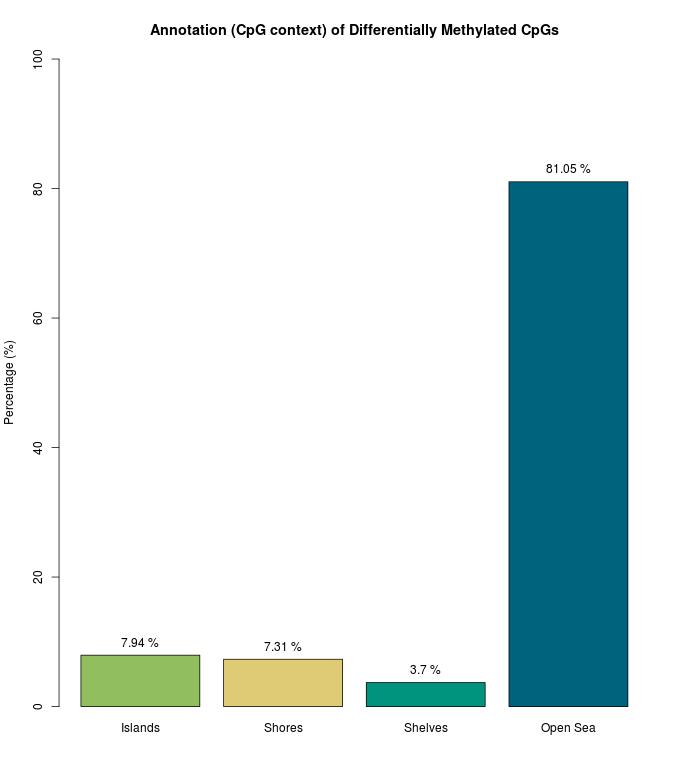 Annotation (CpG context) of Differentially Methylated CpGs
Percentage (%)
100
80
60
40
20
0
7.94 %
7.31 %
3.7 %
81.05 %
Islands
Shores
Shelves
Open Sea